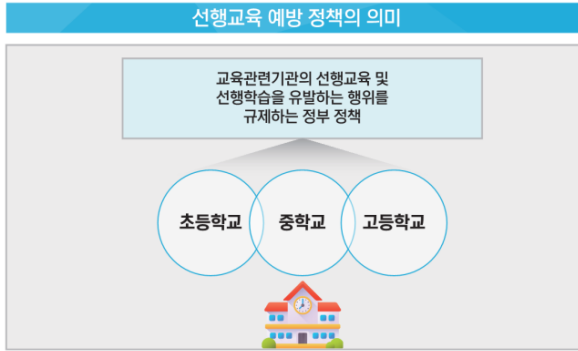 선행교육 예방 정책의 의미
교육관련기관의 선행교육 및
선행학습을 유발하는 행위를
규제하는 정부 정책
초등학교 중학교 고등학교